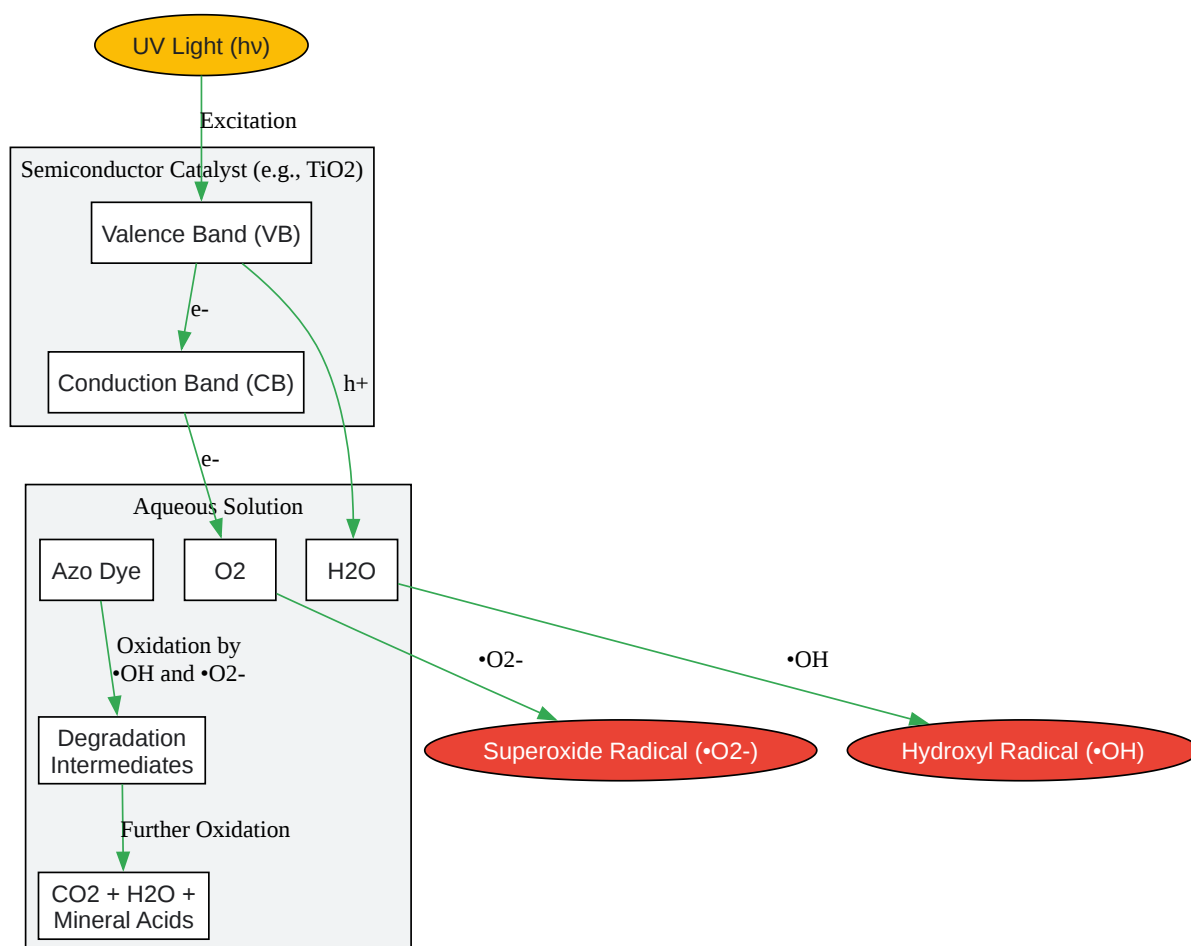 UV Light (hν)
Excitation
Semiconductor Catalyst (e.g., TiO2)
Valence Band (VB)
e-
Conduction Band (CB)
h+
e-
Aqueous Solution
Azo Dye
O2
H2O
Oxidation by
•OH and •O2-
•O2-
•OH
Degradation
Intermediates
Superoxide Radical (•O2-)
Hydroxyl Radical (•OH)
Further Oxidation
CO2 + H2O +
Mineral Acids